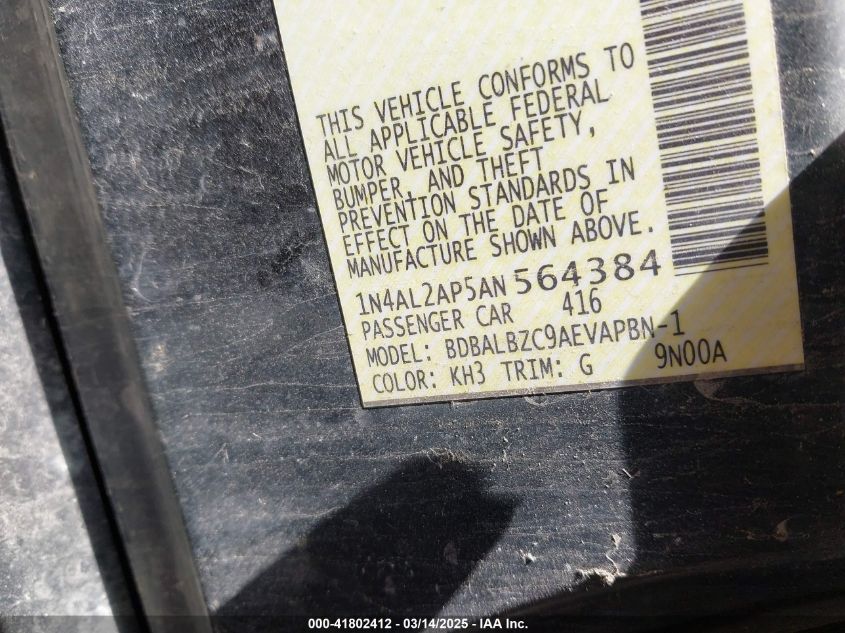 THIS VEHICLE CONFORMS TO
ALL APPLICABLE FEDERAL
MOTOR VEHICLE SAFETY,
BUMPER, AND THEFT
PREVENTION STANDARDS IN
EFFECT ON THE DATE OF
MANUFACTURE SHOWN ABOVE.
1N4AL2AP5AN 564384
PASSENGER CAR 416
MODEL: BDBALBZC9AEVAPBN-1
COLOR: KH3 TRIM: G 9N00A
000-41802412 - 03/14/2025 - IAA Inc.